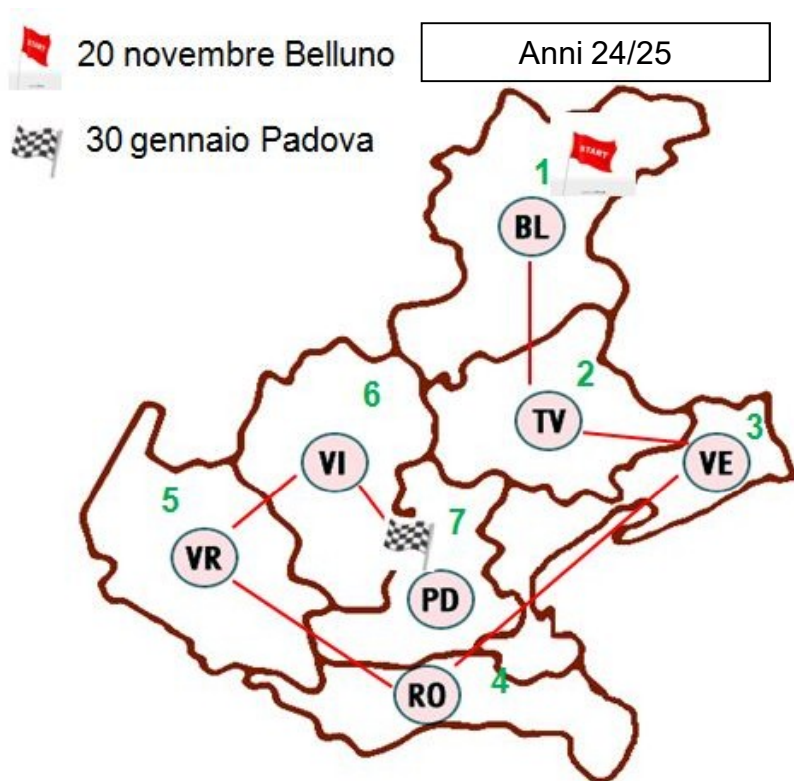 START
20 novembre Belluno
Anni 24/25
30 gennaio Padova
START
1
BL
2
TV
3
VE
6
VI
5
VR
7
PD
4
RO